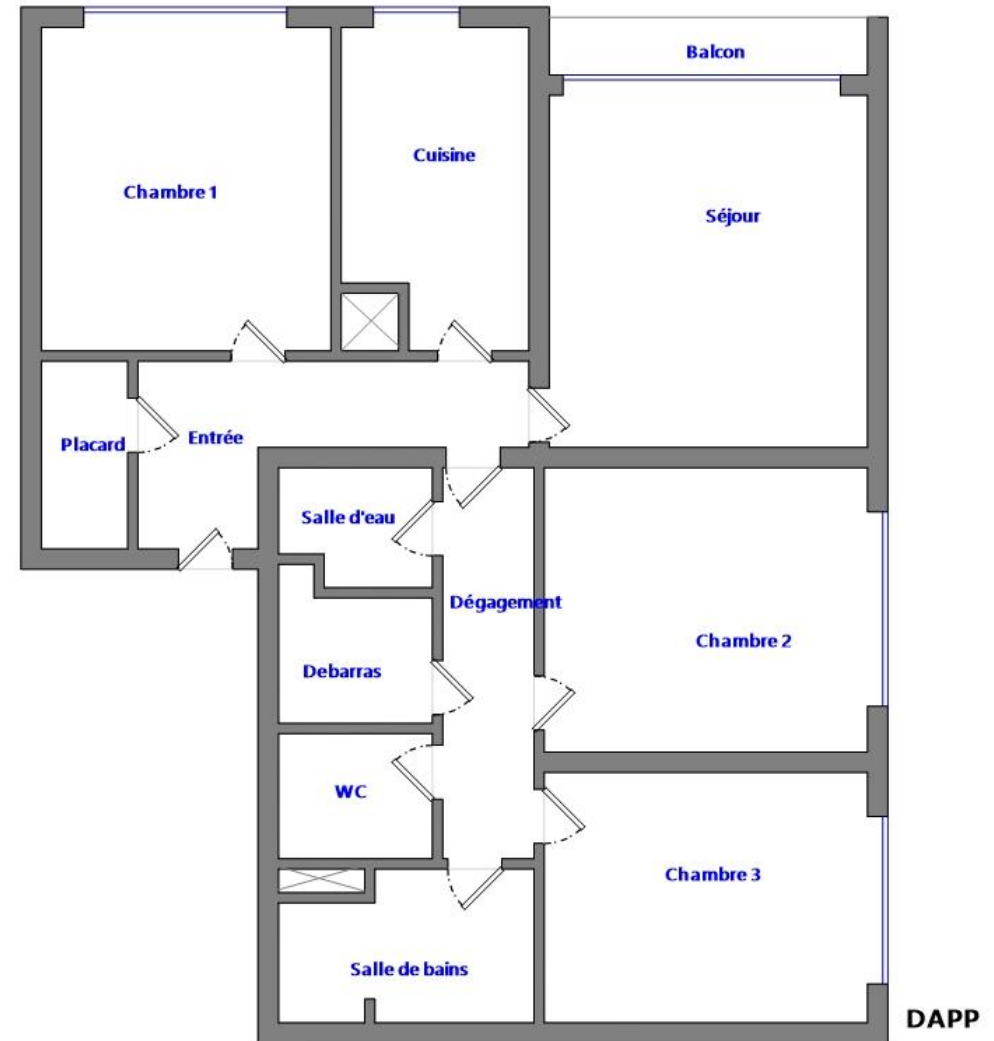 Balcon
Cuisine
Chambre 1
Séjour
Placard
Entrée
Salle d'eau
Dégagement
Chambre 2
Debarras
WC
Chambre 3
Salle de bains
DAPP